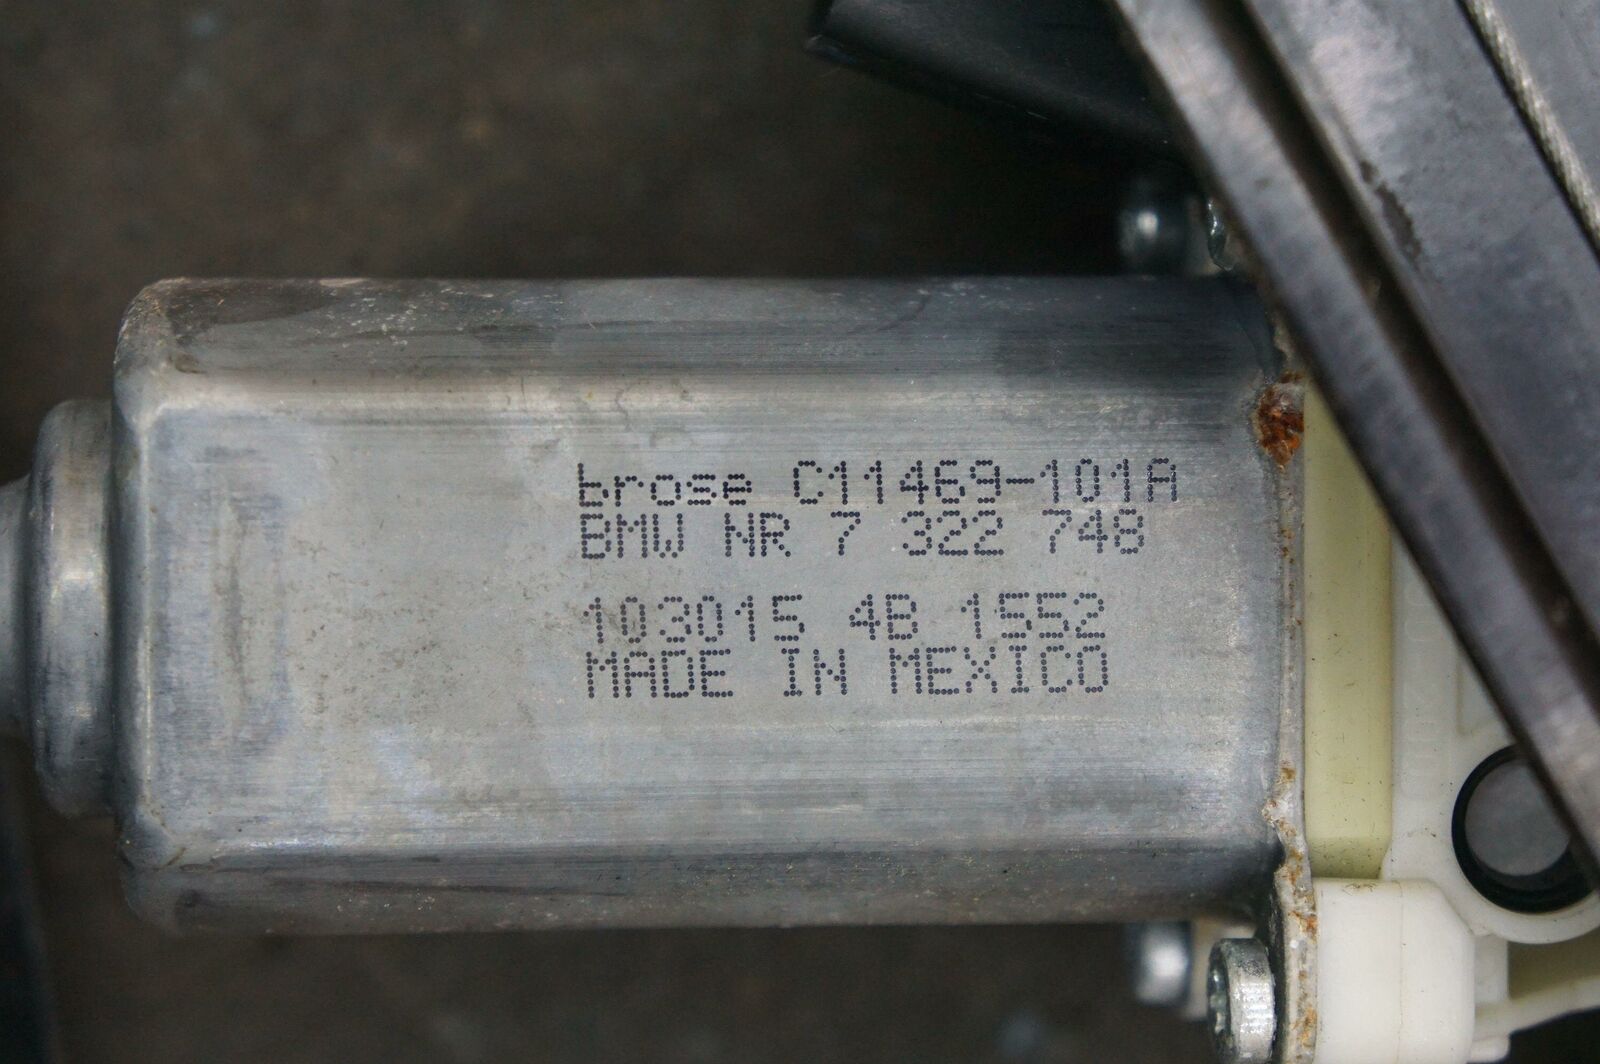 brose C11469-101A
BMW NR 7 322 748
103015 4B 1552
MADE IN MEXICO